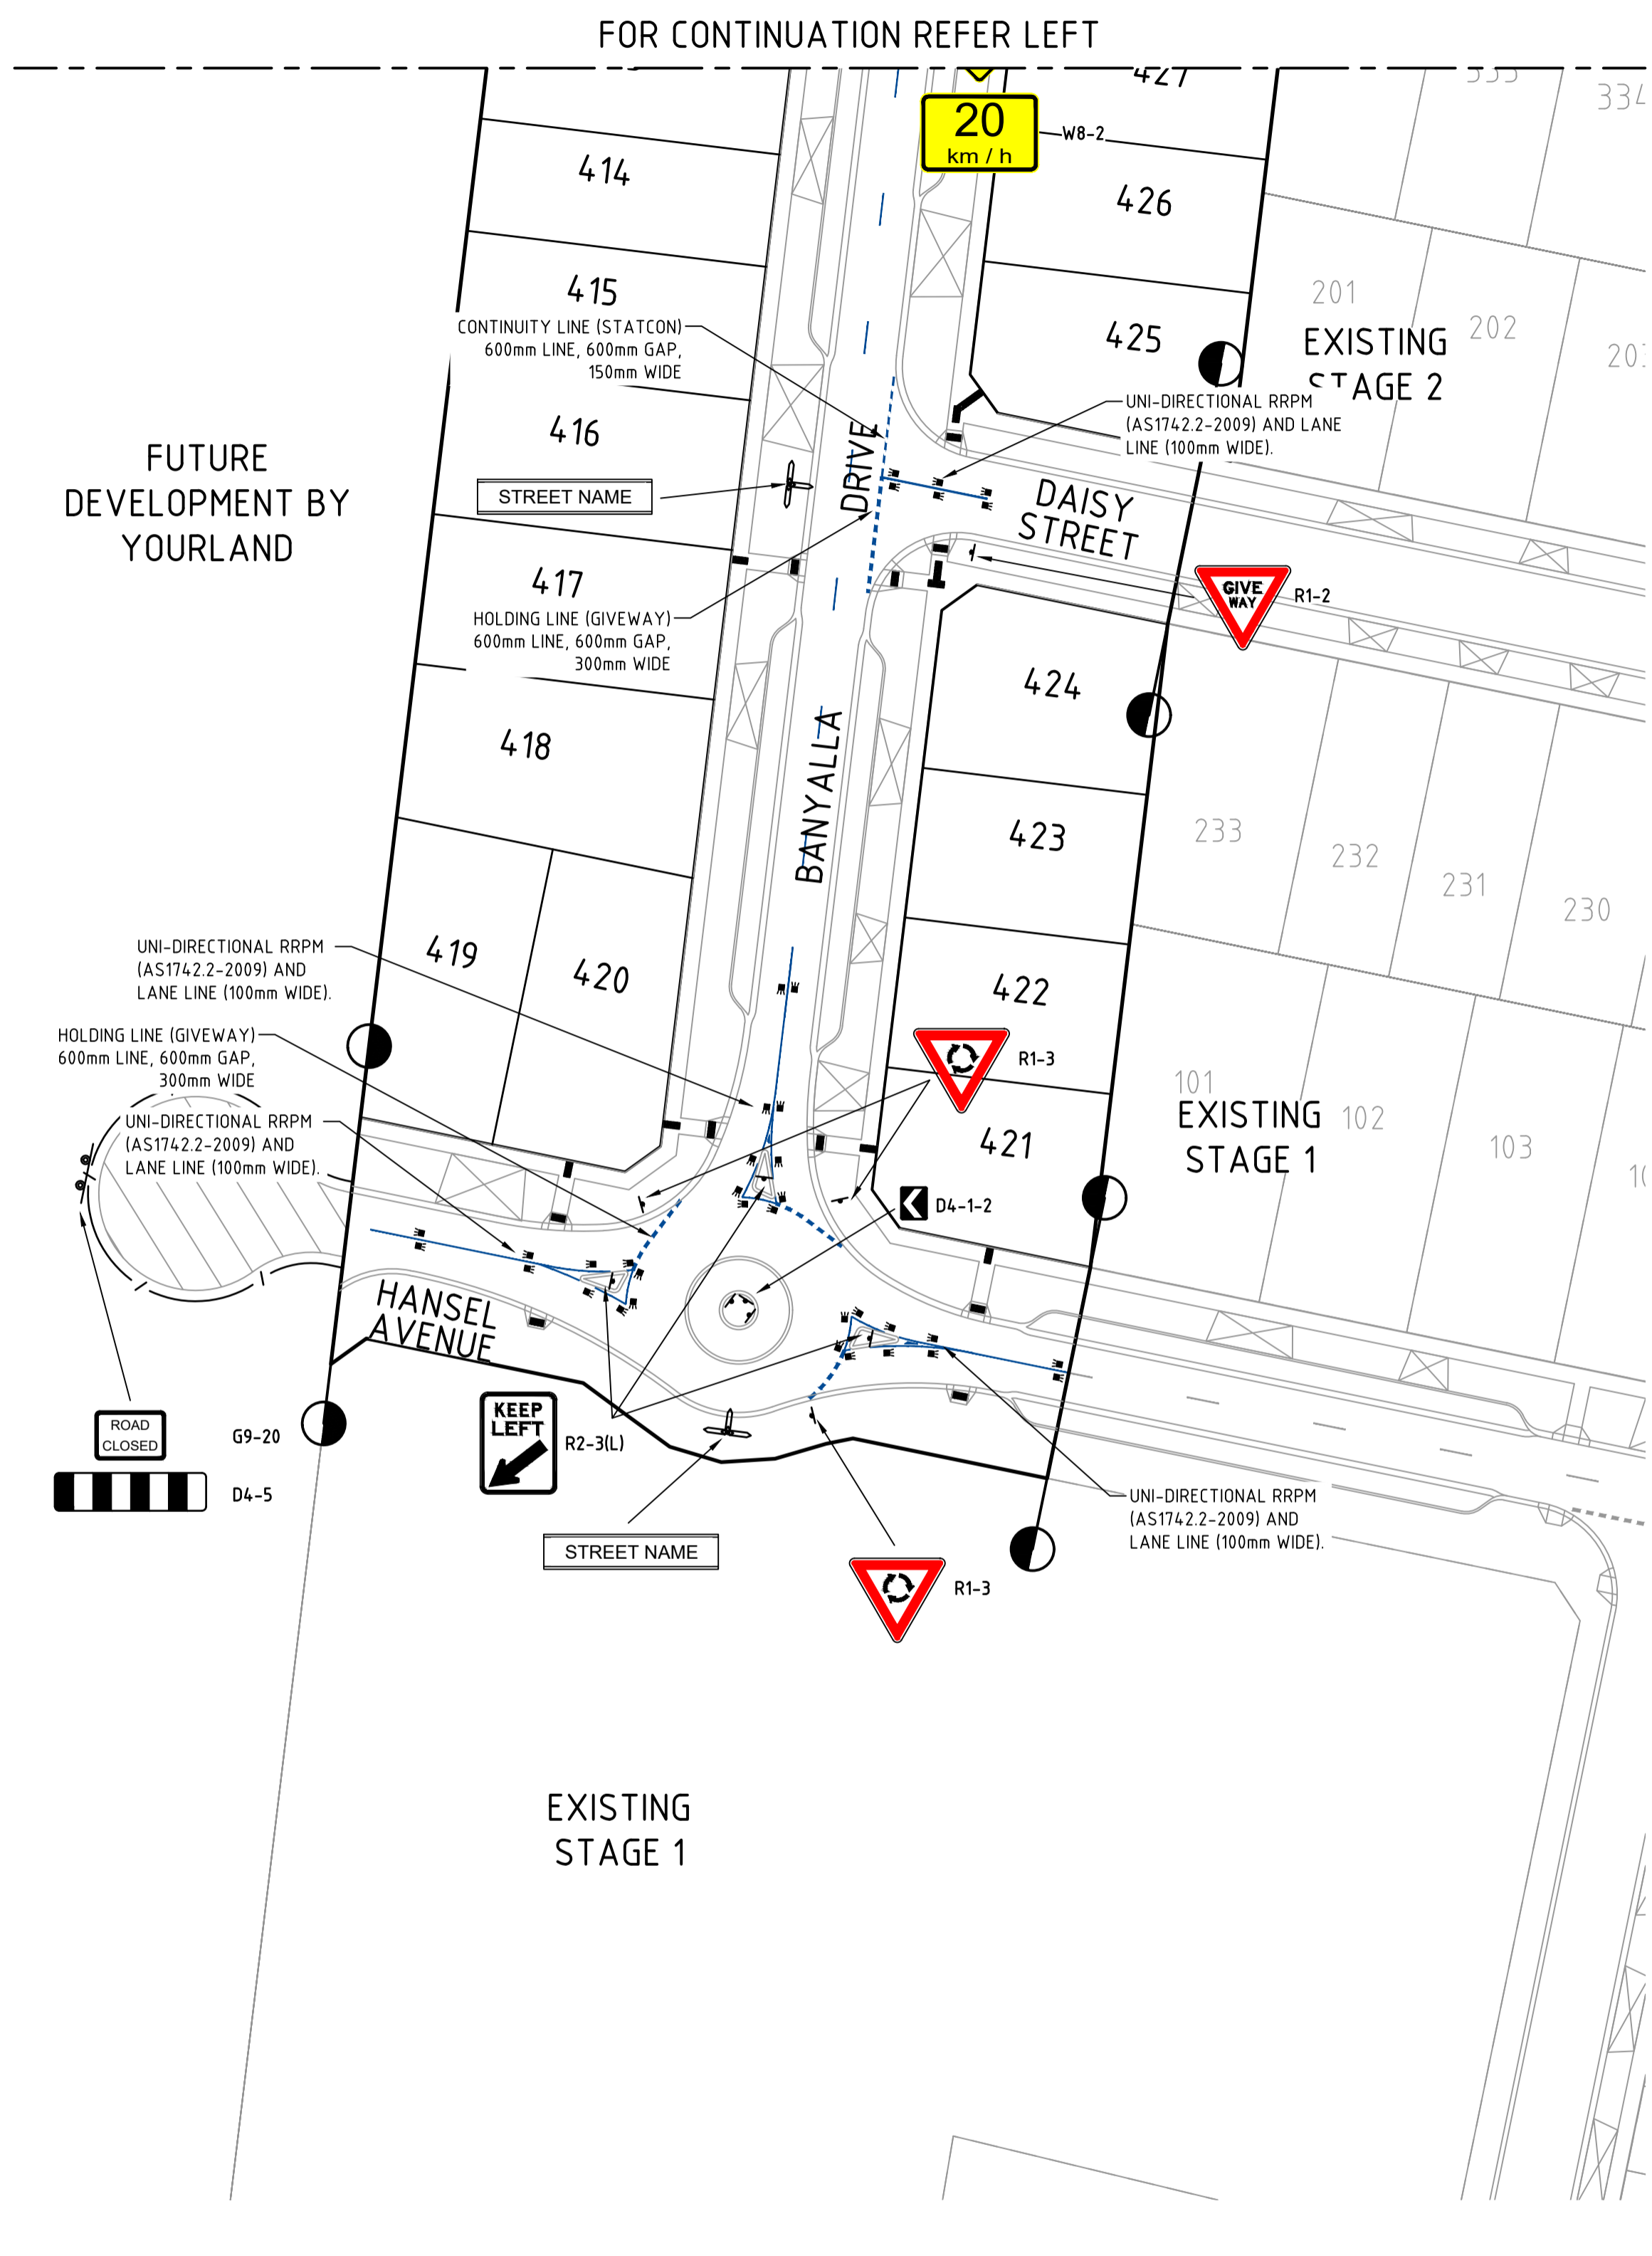 FOR CONTINUATION REFER LEFT
427
334
20
km / h
W8-2
414
426
415
201
202
425
EXISTING
STAGE 2
CONTINUITY LINE (STATCON)
600mm LINE, 600mm GAP,
150mm WIDE
UNI-DIRECTIONAL RRPM
(AS1742.2-2009) AND LANE
LINE (100mm WIDE).
416
FUTURE
DEVELOPMENT BY
YOURLAND
STREET NAME
DRIVE
DAISY
STREET
417
GIVE
WAY
R1-2
HOLDING LINE (GIVEWAY)
600mm LINE, 600mm GAP,
300mm WIDE
424
418
BANYALLA
423
233
232
231
230
419
420
UNI-DIRECTIONAL RRPM
(AS1742.2-2009) AND
LANE LINE (100mm WIDE).
422
HOLDING LINE (GIVEWAY)
600mm LINE, 600mm GAP,
300mm WIDE
R1-3
101
102
103
EXISTING
STAGE 1
UNI-DIRECTIONAL RRPM
(AS1742.2-2009) AND
LANE LINE (100mm WIDE).
421
D4-1-2
HANSEL
AVENUE
ROAD
CLOSED
G9-20
D4-5
KEEP
LEFT
R2-3(L)
STREET NAME
UNI-DIRECTIONAL RRPM
(AS1742.2-2009) AND
LANE LINE (100mm WIDE).
R1-3
EXISTING
STAGE 1